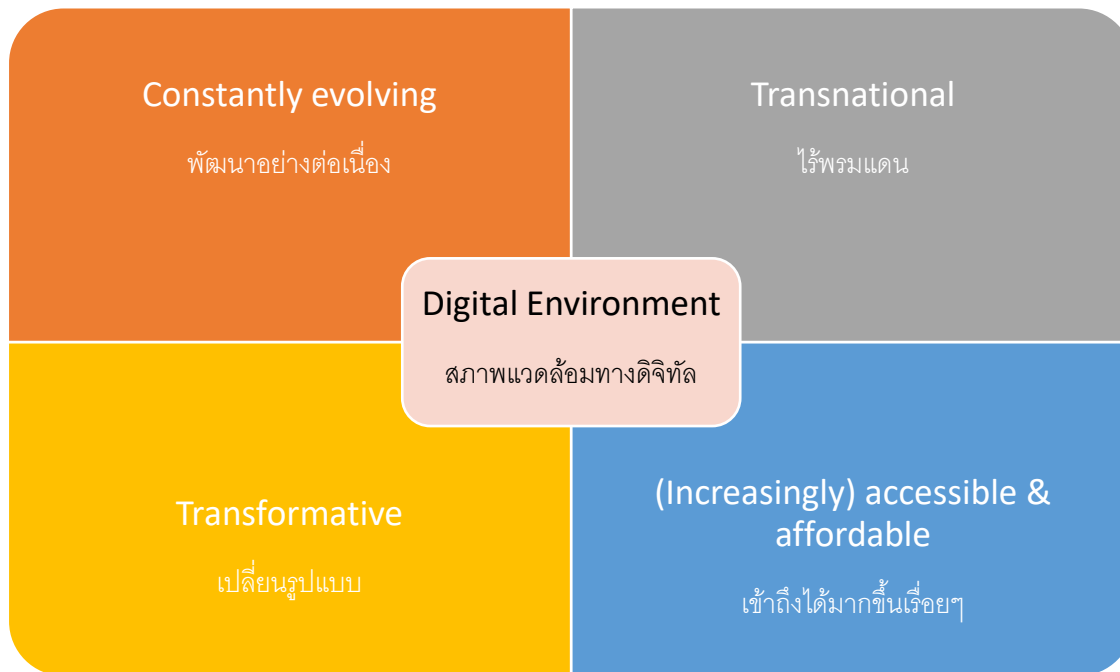 Constantly evolving
พัฒนาอย่างต่อเนื่อง
Transnational
ไร้พรมแดน
Digital Environment
สภาพแวดล้อมทางดิจิทัล
Transformative
เปลี่ยนรูปแบบ
(Increasingly) accessible &
affordable
เข้าถึงได้มากขึ้นเรื่อยๆ